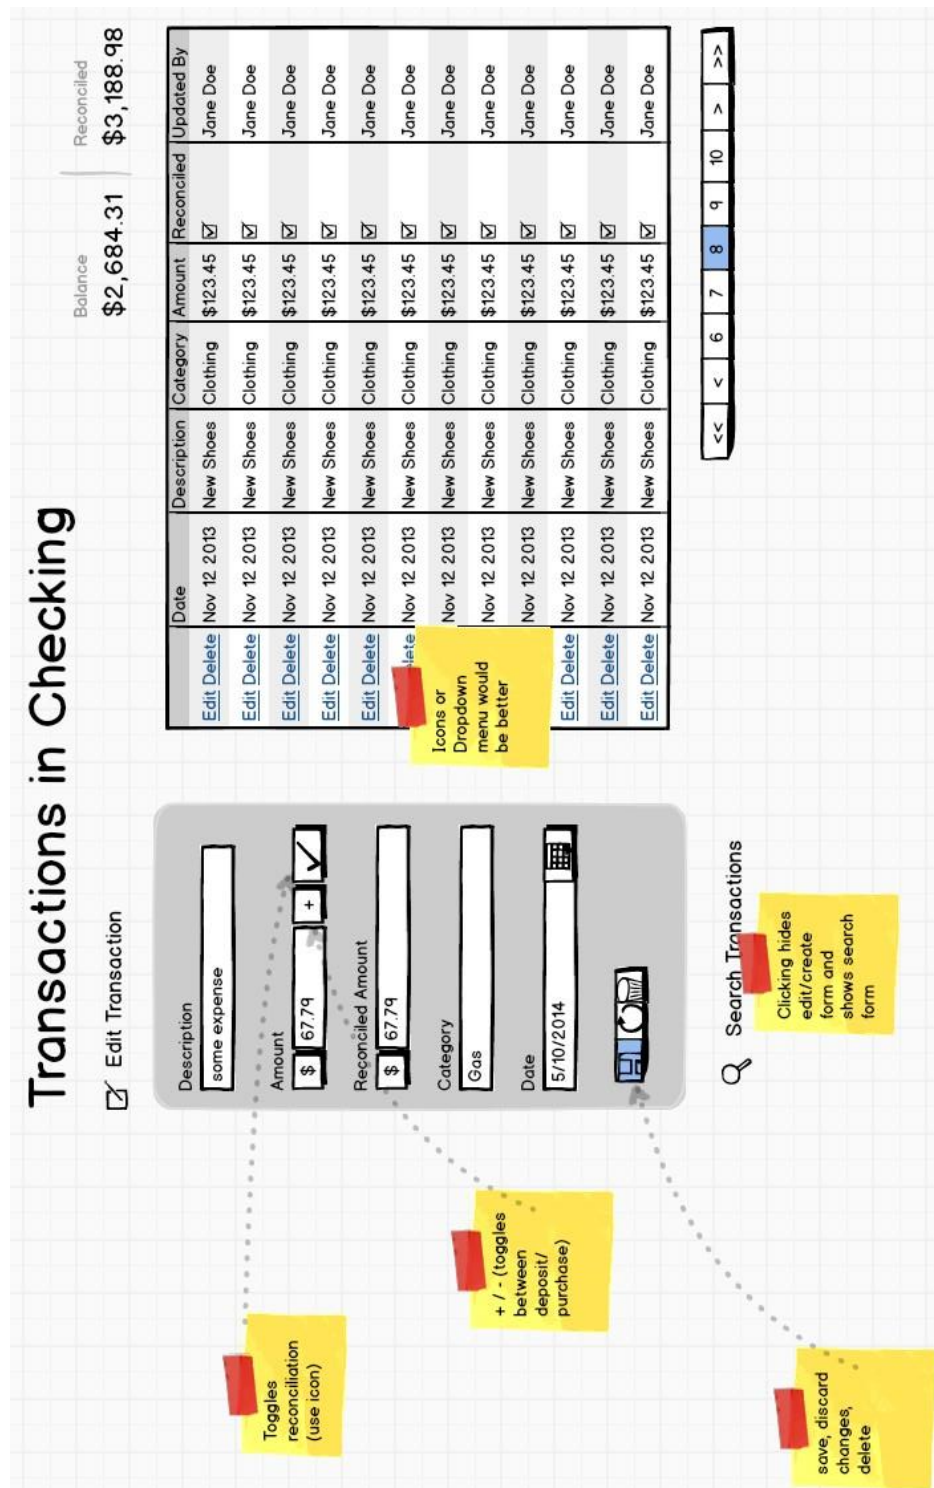 Transactions in Checking
Balance
$2,684.31
Reconciled
$3,188.98
Edit Transaction
Description
some expense
Amount
$ 67.79 +
Reconciled Amount
$ 67.79
Category
Gas
Date
5/10/2014
Search Transactions
Toggles
reconciliation
(use icon)
+ / - (toggles
between
deposit/
purchase)
save, discard
changes,
delete
Clicking hides
edit/create
form and
shows search
form
Date Description Category Amount Reconciled Updated By
Edit Delete Nov 12 2013 New Shoes Clothing $123.45 Jane Doe
Edit Delete Nov 12 2013 New Shoes Clothing $123.45 Jane Doe
Edit Delete Nov 12 2013 New Shoes Clothing $123.45 Jane Doe
Edit Delete Nov 12 2013 New Shoes Clothing $123.45 Jane Doe
Edit Delete Nov 12 2013 New Shoes Clothing $123.45 Jane Doe
lete Nov 12 2013 New Shoes Clothing $123.45 Jane Doe
Nov 12 2013 New Shoes Clothing $123.45 Jane Doe
Nov 12 2013 New Shoes Clothing $123.45 Jane Doe
Nov 12 2013 New Shoes Clothing $123.45 Jane Doe
Edit Delete Nov 12 2013 New Shoes Clothing $123.45 Jane Doe
Edit Delete Nov 12 2013 New Shoes Clothing $123.45 Jane Doe
Edit Delete Nov 12 2013 New Shoes Clothing $123.45 Jane Doe
Icons or
Dropdown
menu would
be better
<< < 6 7 8 9 10 > >>